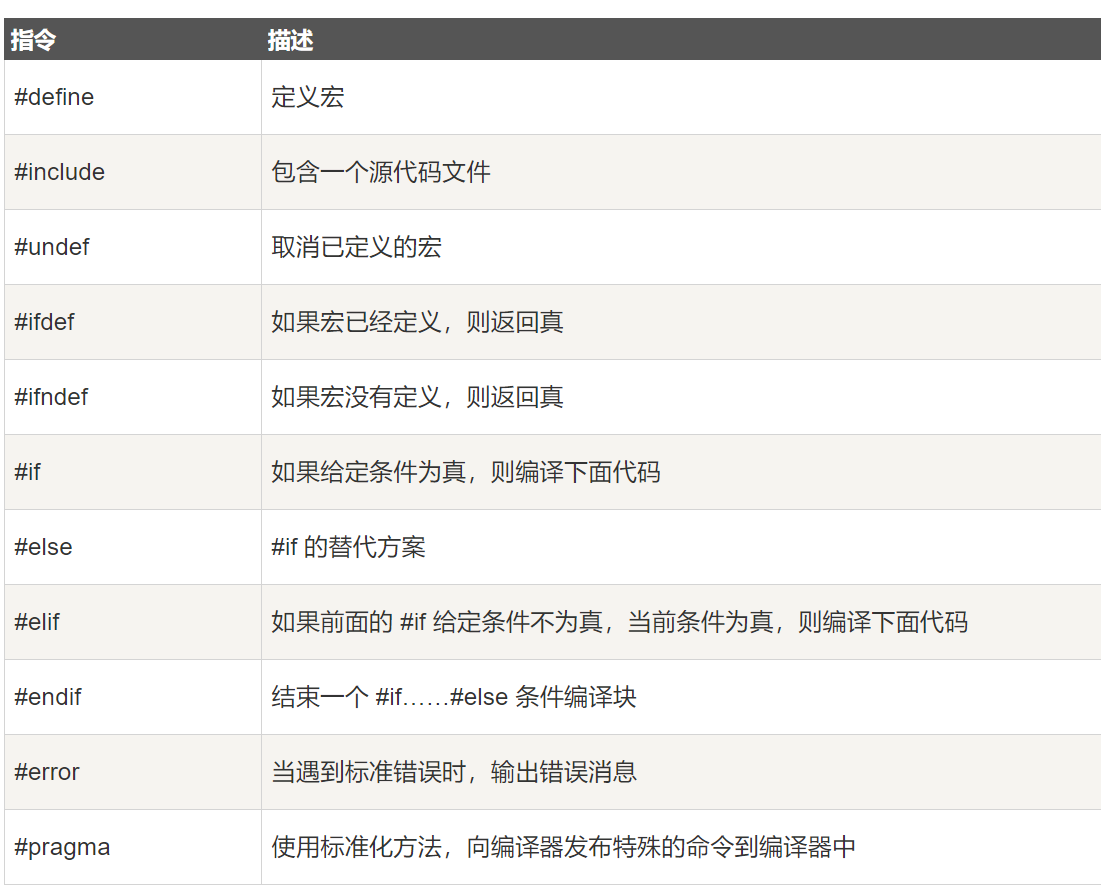 指令 描述
#define 定义宏
#include 包含一个源代码文件
#undef 取消已定义的宏
#ifdef 如果宏已经定义，则返回真
#ifndef 如果宏没有定义，则返回真
#if 如果给定条件为真，则编译下面代码
#else #if 的替代方案
#elif 如果前面的 #if 给定条件不为真，当前条件为真，则编译下面代码
#endif 结束一个 #if……#else 条件编译块
#error 当遇到标准错误时，输出错误消息
#pragma 使用标准化方法，向编译器发布特殊的命令到编译器中